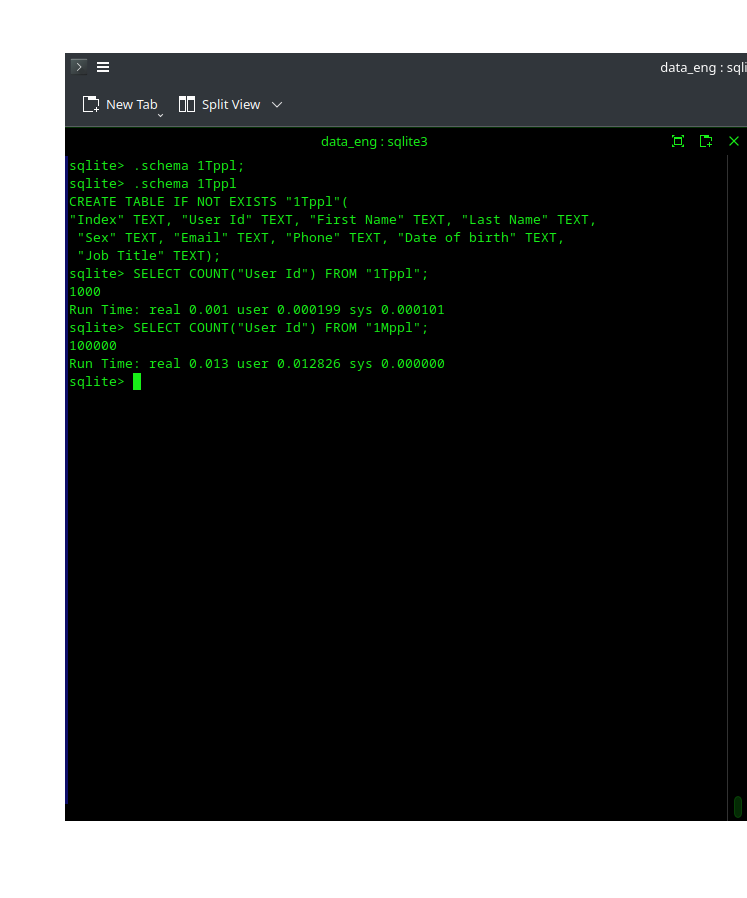 data_eng : sqli
New Tab Split View
data_eng : sqlite3
sqlite> .schema 1Tppl;
sqlite> .schema 1Tppl
CREATE TABLE IF NOT EXISTS "1Tppl"(
"Index" TEXT, "User Id" TEXT, "First Name" TEXT, "Last Name" TEXT,
 "Sex" TEXT, "Email" TEXT, "Phone" TEXT, "Date of birth" TEXT,
 "Job Title" TEXT);
sqlite> SELECT COUNT("User Id") FROM "1Tppl";
1000
Run Time: real 0.001 user 0.000199 sys 0.000101
sqlite> SELECT COUNT("User Id") FROM "1Mppl";
100000
Run Time: real 0.013 user 0.012826 sys 0.000000
sqlite>